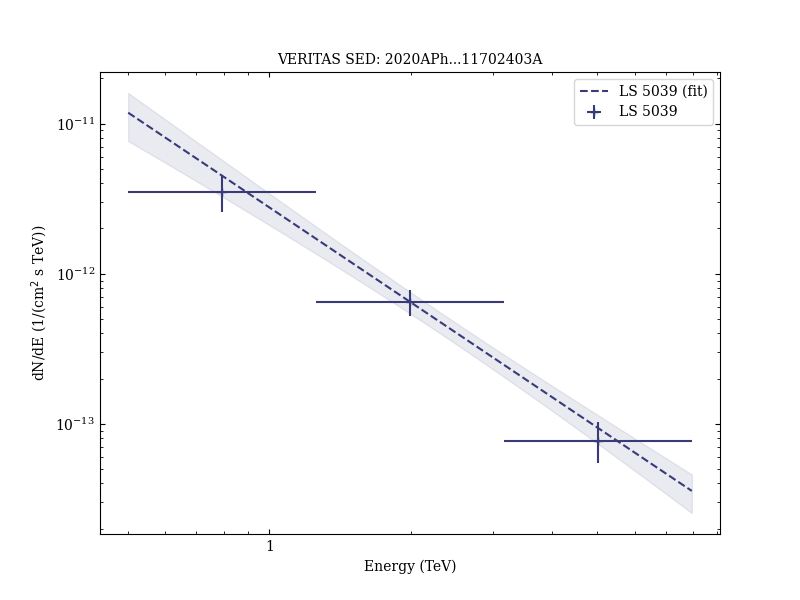 VERITAS SED: 2020APh...11702403A
LS 5039 (fit)
LS 5039
10⁻¹¹
10⁻¹²
10⁻¹³
dN/dE (1/(cm² s TeV))
1
Energy (TeV)